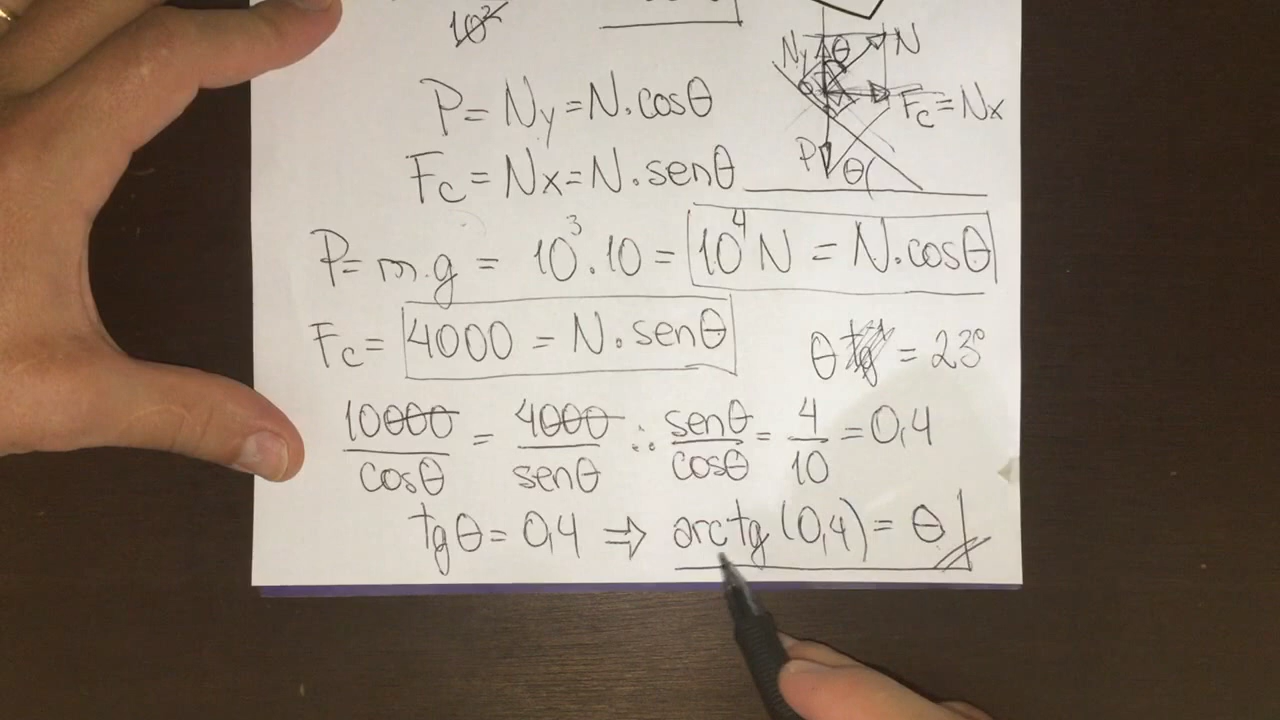 10²
Ny θ N
P = Ny = N.cosθ
Fc = Nx
Fc = Nx = N.senθ
P θ
P = m.g = 10³.10 = 10⁴N = N.cosθ
Fc = 4000 = N.senθ
θ = 23°
10000/cosθ = 4000/senθ ∴ senθ/cosθ = 4/10 = 0,4
tgθ = 0,4 ⇒ arctg(0,4) = θ